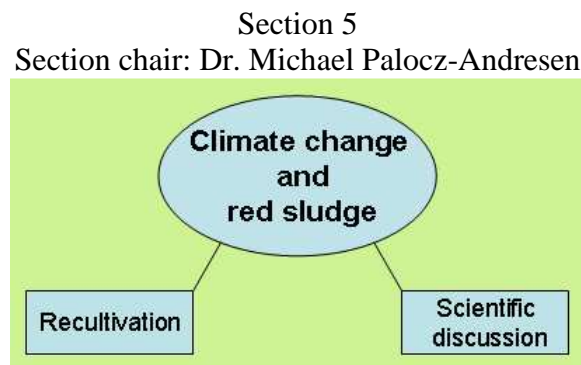 Section 5
Section chair: Dr. Michael Palocz-Andresen
Climate change
and
red sludge
Recultivation
Scientific
discussion